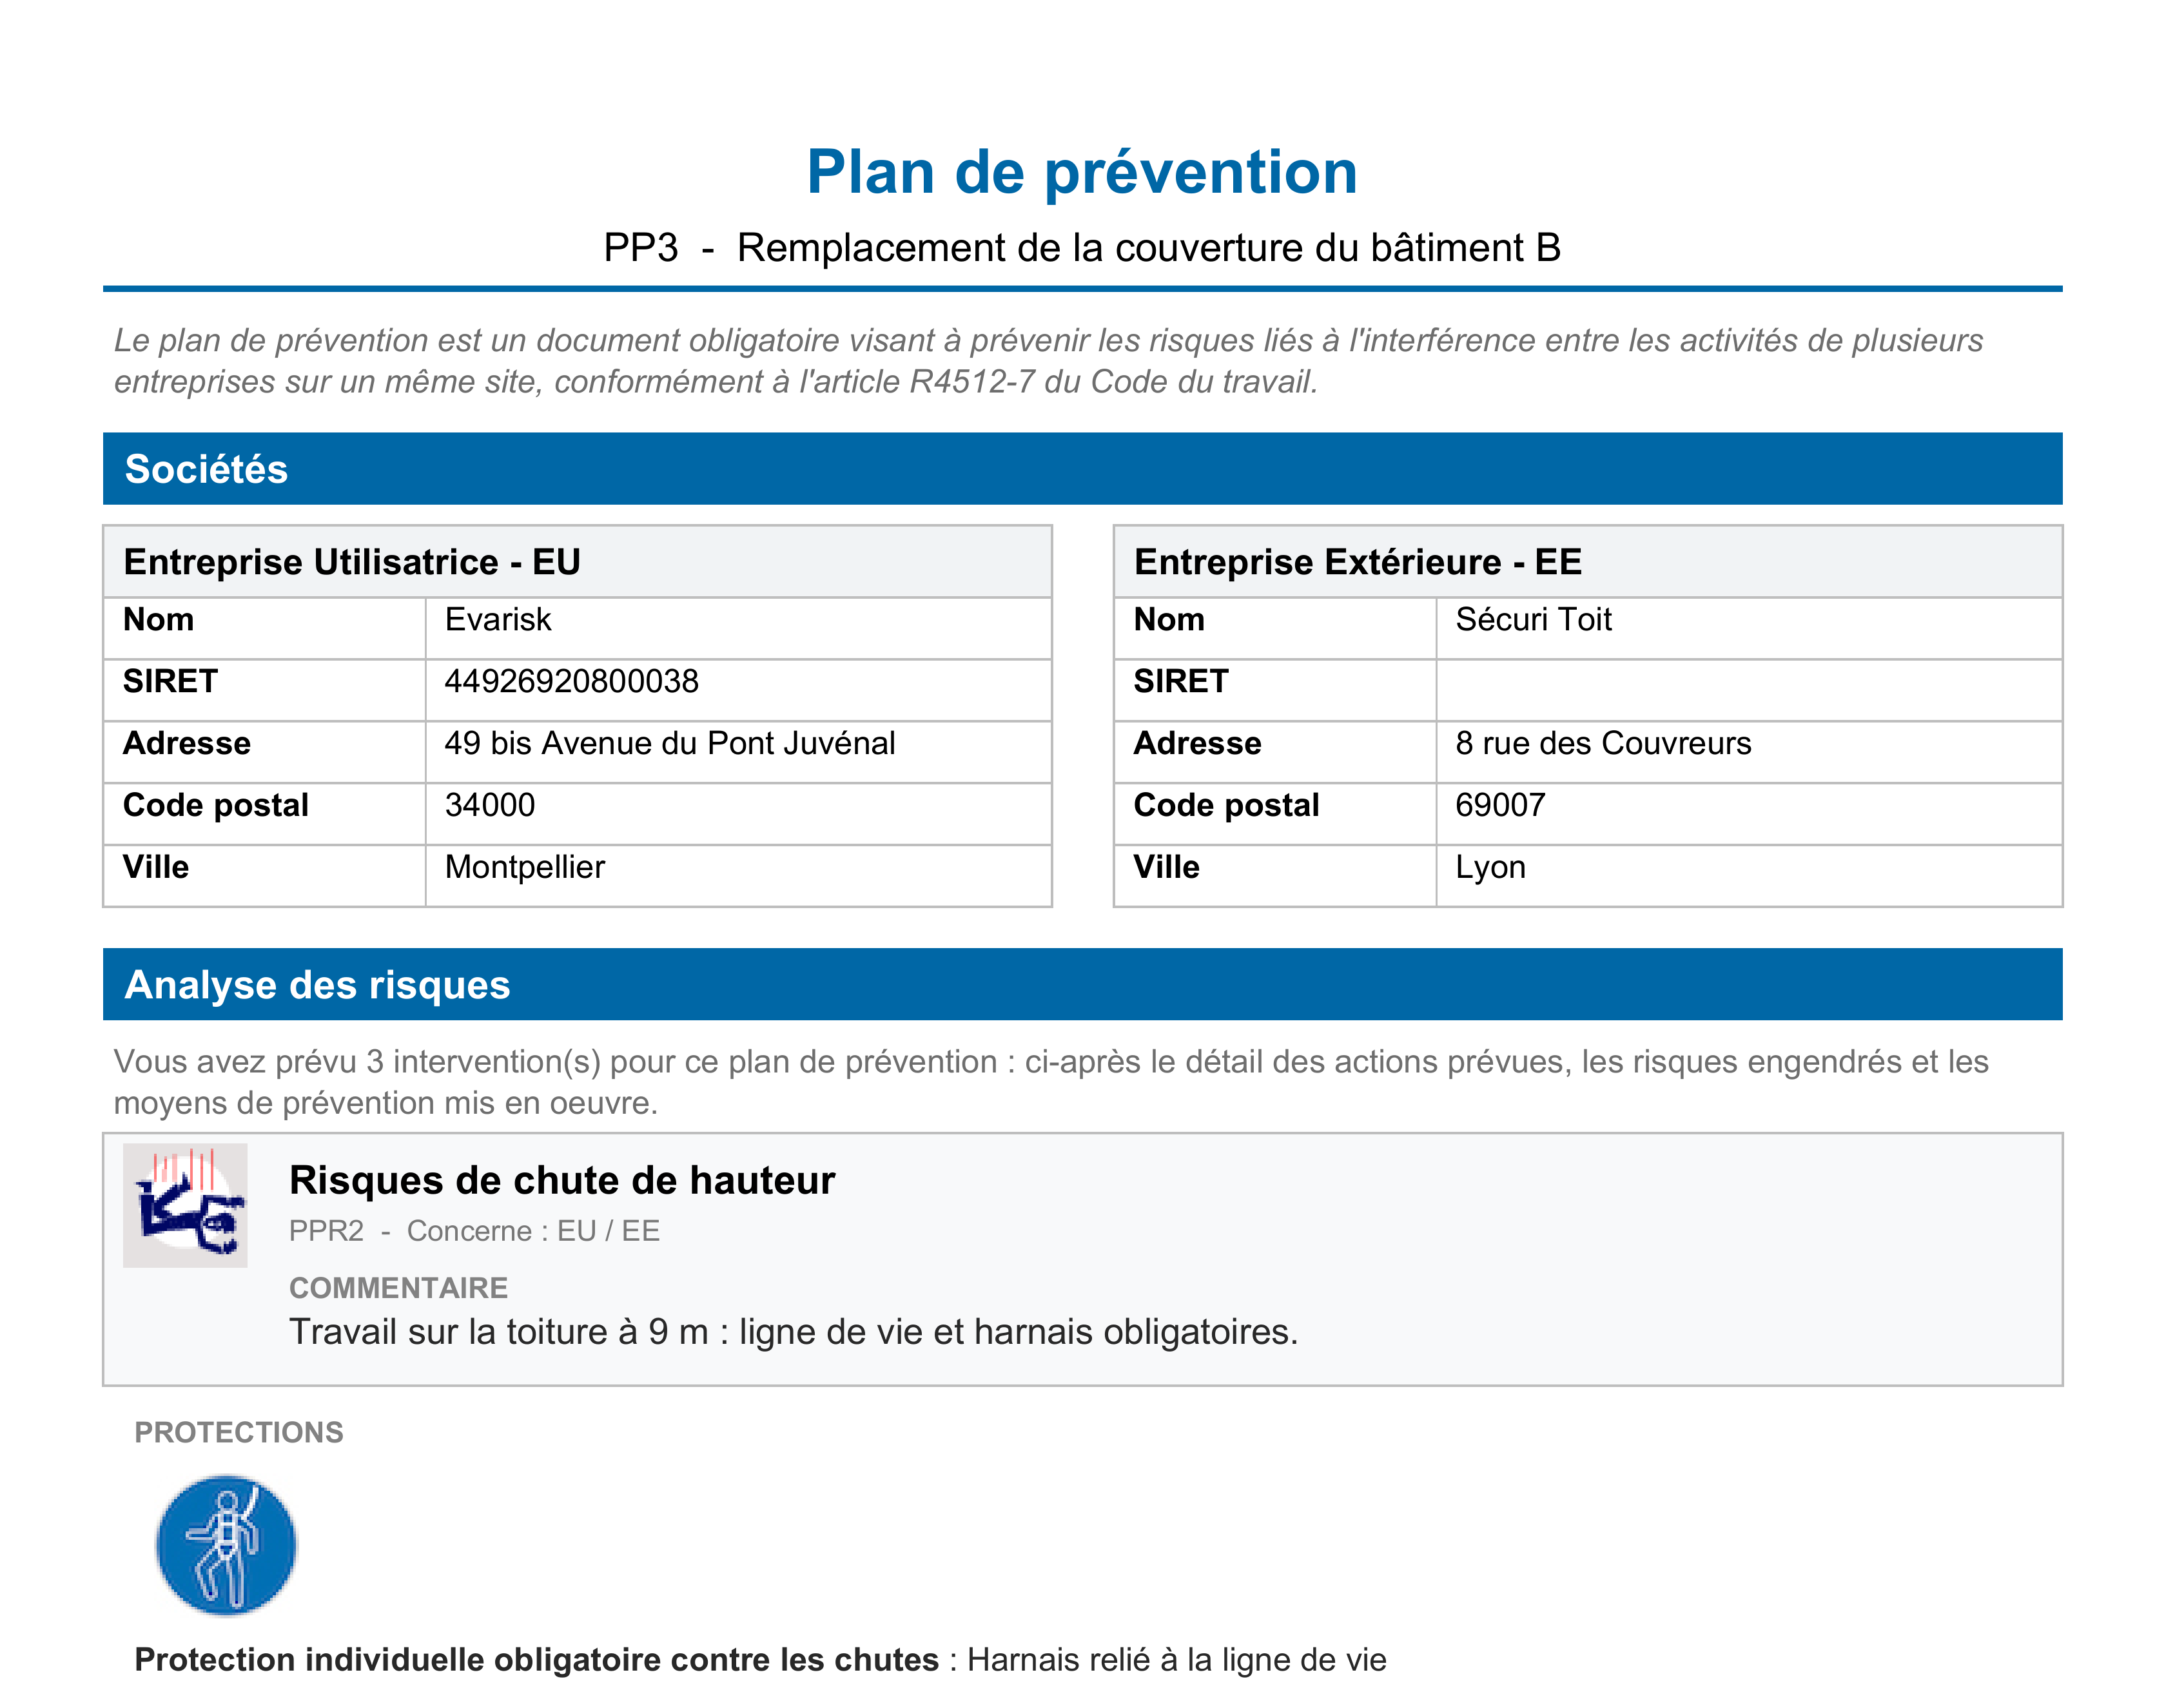 Plan de prévention
PP3 - Remplacement de la couverture du bâtiment B
Le plan de prévention est un document obligatoire visant à prévenir les risques liés à l'interférence entre les activités de plusieurs
entreprises sur un même site, conformément à l'article R4512-7 du Code du travail.
Sociétés
Entreprise Utilisatrice - EU
Nom Evarisk
SIRET 44926920800038
Adresse 49 bis Avenue du Pont Juvénal
Code postal 34000
Ville Montpellier
Entreprise Extérieure - EE
Nom Sécuri Toit
SIRET
Adresse 8 rue des Couvreurs
Code postal 69007
Ville Lyon
Analyse des risques
Vous avez prévu 3 intervention(s) pour ce plan de prévention : ci-après le détail des actions prévues, les risques engendrés et les
moyens de prévention mis en oeuvre.
Risques de chute de hauteur
PPR2 - Concerne : EU / EE
COMMENTAIRE
Travail sur la toiture à 9 m : ligne de vie et harnais obligatoires.
PROTECTIONS
Protection individuelle obligatoire contre les chutes : Harnais relié à la ligne de vie